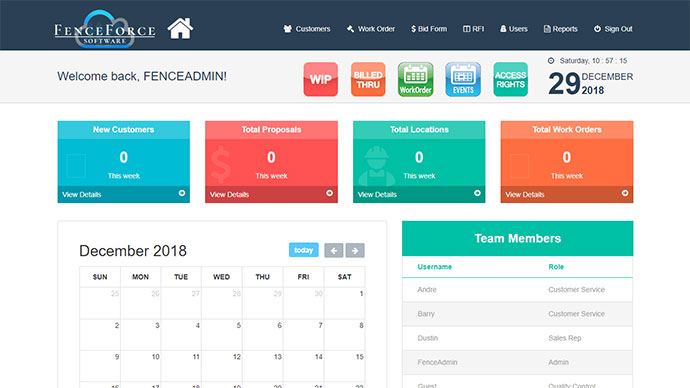 FENCEFORCE
SOFTWARE
Customers
Work Order
Bid Form
RFI
Users
Reports
Sign Out
Welcome back, FENCEADMIN!
WIP
BILLED
THRU
WorkOrder
EVENTS
ACCESS
RIGHTS
Saturday, 10 : 57 : 15
29 DECEMBER
2018
New Customers
0
This week
View Details
Total Proposals
0
This week
View Details
Total Locations
0
This week
View Details
Total Work Orders
0
This week
View Details
December 2018
today
SUN MON TUE WED THU FRI SAT
25 26 27 28 29 30 1
2 3 4 5 6 7 8
9 10 11 12 13 14 15
16 17 18 19 20 21 22
Team Members
Username Role
Andre Customer Service
Barry Customer Service
Dustin Sales Rep
FenceAdmin Admin
Guest Quality Control